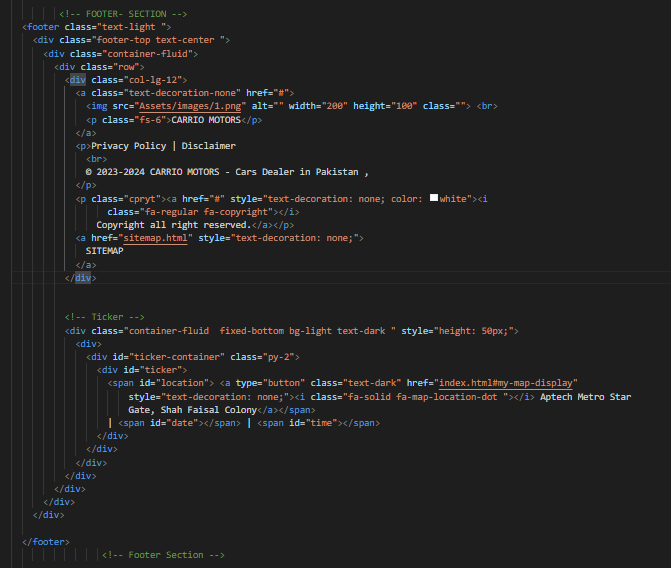 <!-- FOOTER- SECTION -->
<footer class="text-light ">
<div class="footer-top text-center ">
<div class="container-fluid">
<div class="row">
<div class="col-lg-12">
<a class="text-decoration-none" href="#">
<img src="Assets/images/1.png" alt="" width="200" height="100" class=""> <br>
<p class="fs-6">CARRIO MOTORS</p>
</a>
<p>Privacy Policy | Disclaimer
<br>
© 2023-2024 CARRIO MOTORS - Cars Dealer in Pakistan ,
</p>
<p class="cpryt"><a href="#" style="text-decoration: none; color: white"><i
class="fa-regular fa-copyright"></i>
Copyright all right reserved.</a></p>
<a href="sitemap.html" style="text-decoration: none;">
SITEMAP
</a>
</div>
<!-- Ticker -->
<div class="container-fluid  fixed-bottom bg-light text-dark " style="height: 50px;">
<div>
<div id="ticker-container" class="py-2">
<div id="ticker">
<span id="location"> <a type="button" class="text-dark" href="index.html#my-map-display"
style="text-decoration: none;"><i class="fa-solid fa-map-location-dot "></i> Aptech Metro Star
Gate, Shah Faisal Colony</a></span>
| <span id="date"></span> | <span id="time"></span>
</div>
</div>
</div>
</div>
</div>
</div>
</div>
</footer>
<!-- Footer Section -->